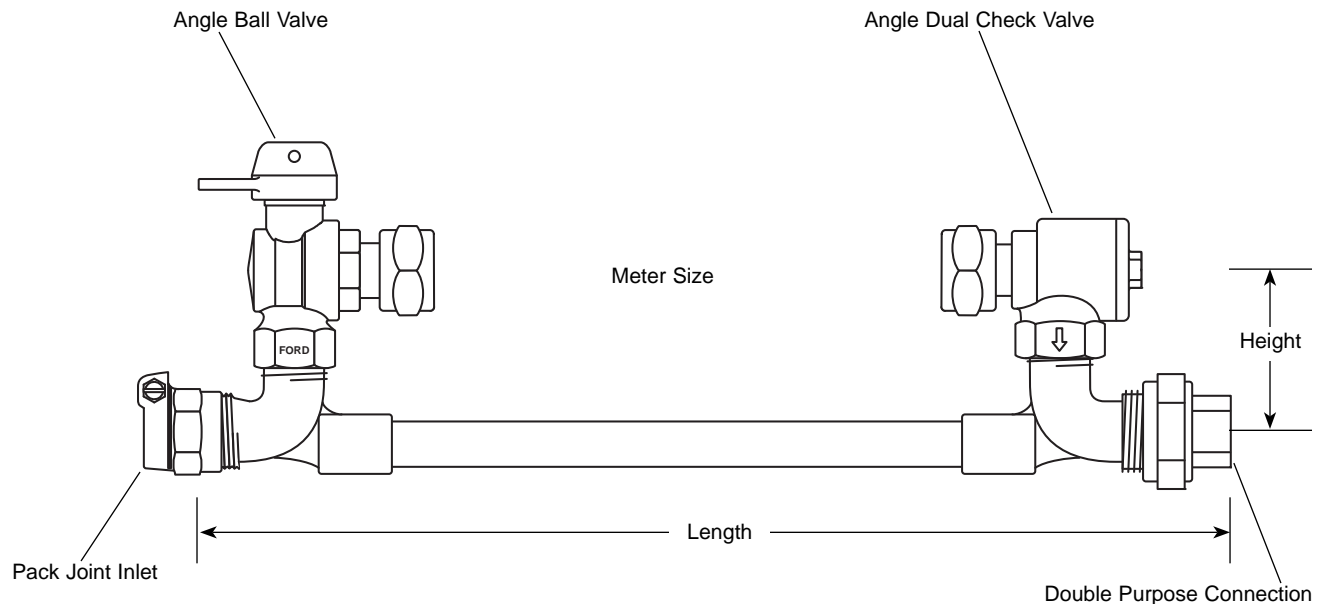 Angle Ball Valve
Angle Dual Check Valve
Meter Size
Height
FORD
Length
Pack Joint Inlet
Double Purpose Connection